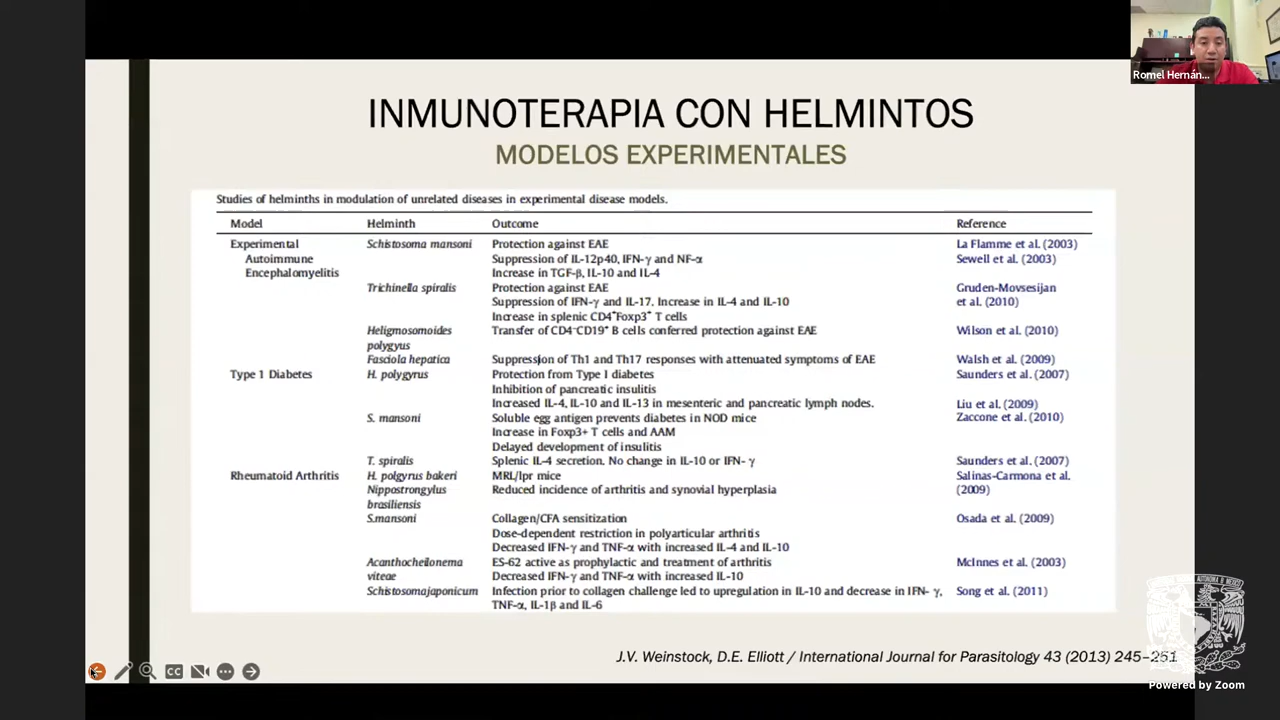 INMUNOTERAPIA CON HELMINTOS
MODELOS EXPERIMENTALES
Romel Hernán...
Studies of helminths in modulation of unrelated diseases in experimental disease models.
Model Helminth Outcome Reference
Experimental Schistosoma mansoni Protection against EAE La Flamme et al. (2003)
Autoimmune Suppression of IL-12p40, IFN-γ and NF-α Sewell et al. (2003)
Encephalomyelitis Increase in TGF-β, IL-10 and IL-4
Trichinella spiralis Protection against EAE Gruden-Movsesijan
Suppression of IFN-γ and IL-17. Increase in IL-4 and IL-10 et al. (2010)
Increase in splenic CD4⁺Foxp3⁺ T cells
Heligmosomoides Transfer of CD4⁻CD19⁺ B cells conferred protection against EAE Wilson et al. (2010)
polygyus
Fasciola hepatica Suppression of Th1 and Th17 responses with attenuated symptoms of EAE Walsh et al. (2009)
Type 1 Diabetes H. polygyrus Protection from Type I diabetes Saunders et al. (2007)
Inhibition of pancreatic insulitis
Increased IL-4, IL-10 and IL-13 in mesenteric and pancreatic lymph nodes. Liu et al. (2009)
S. mansoni Soluble egg antigen prevents diabetes in NOD mice Zaccone et al. (2010)
Increase in Foxp3+ T cells and AAM
Delayed development of insulitis
T. spiralis Splenic IL-4 secretion. No change in IL-10 or IFN- γ Saunders et al. (2007)
Rheumatoid Arthritis H. polgyrus bakeri MRL/lpr mice Salinas-Carmona et al.
Nippostrongylus Reduced incidence of arthritis and synovial hyperplasia (2009)
brasiliensis
S.mansoni Collagen/CFA sensitization Osada et al. (2009)
Dose-dependent restriction in polyarticular arthritis
Decreased IFN-γ and TNF-α with increased IL-4 and IL-10
Acanthocheilonema ES-62 active as prophylactic and treatment of arthritis McInnes et al. (2003)
viteae Decreased IFN-γ and TNF-α with increased IL-10
Schistosomajaponicum Infection prior to collagen challenge led to upregulation in IL-10 and decrease in IFN- γ, Song et al. (2011)
TNF-α, IL-1β and IL-6
J.V. Weinstock, D.E. Elliott / International Journal for Parasitology 43 (2013) 245–251
CC
Powered by Zoom